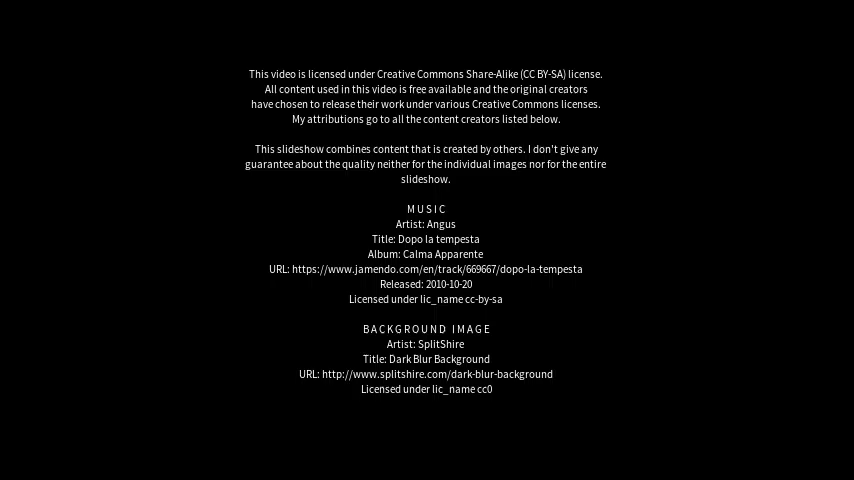 This video is licensed under Creative Commons Share-Alike (CC BY-SA) license.
All content used in this video is free available and the original creators
have chosen to release their work under various Creative Commons licenses.
My attributions go to all the content creators listed below.
This slideshow combines content that is created by others. I don't give any
guarantee about the quality neither for the individual images nor for the entire
slideshow.
MUSIC
Artist: Angus
Title: Dopo la tempesta
Album: Calma Apparente
URL: https://www.jamendo.com/en/track/669667/dopo-la-tempesta
Released: 2010-10-20
Licensed under lic_name cc-by-sa
BACKGROUND IMAGE
Artist: SplitShire
Title: Dark Blur Background
URL: http://www.splitshire.com/dark-blur-background
Licensed under lic_name cc0